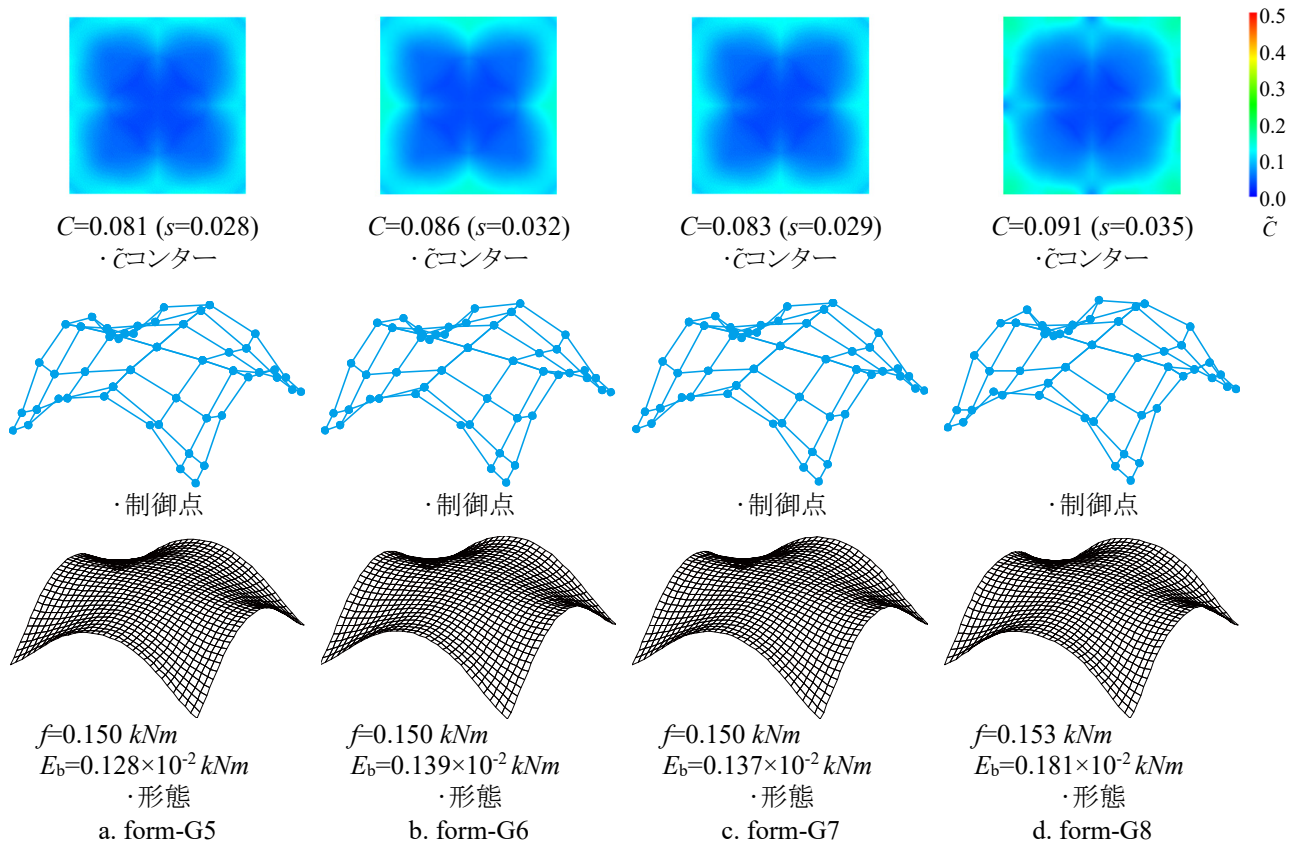 0.5
0.4
0.3
0.2
0.1
0.0
C̃
C=0.081 (s=0.028)
C=0.086 (s=0.032)
C=0.083 (s=0.029)
C=0.091 (s=0.035)
・C̃コンター
・C̃コンター
・C̃コンター
・C̃コンター
・制御点
・制御点
・制御点
・制御点
f=0.150 kNm
E_b=0.128×10^-2 kNm
・形態
a. form-G5
f=0.150 kNm
E_b=0.139×10^-2 kNm
・形態
b. form-G6
f=0.150 kNm
E_b=0.137×10^-2 kNm
・形態
c. form-G7
f=0.153 kNm
E_b=0.181×10^-2 kNm
・形態
d. form-G8